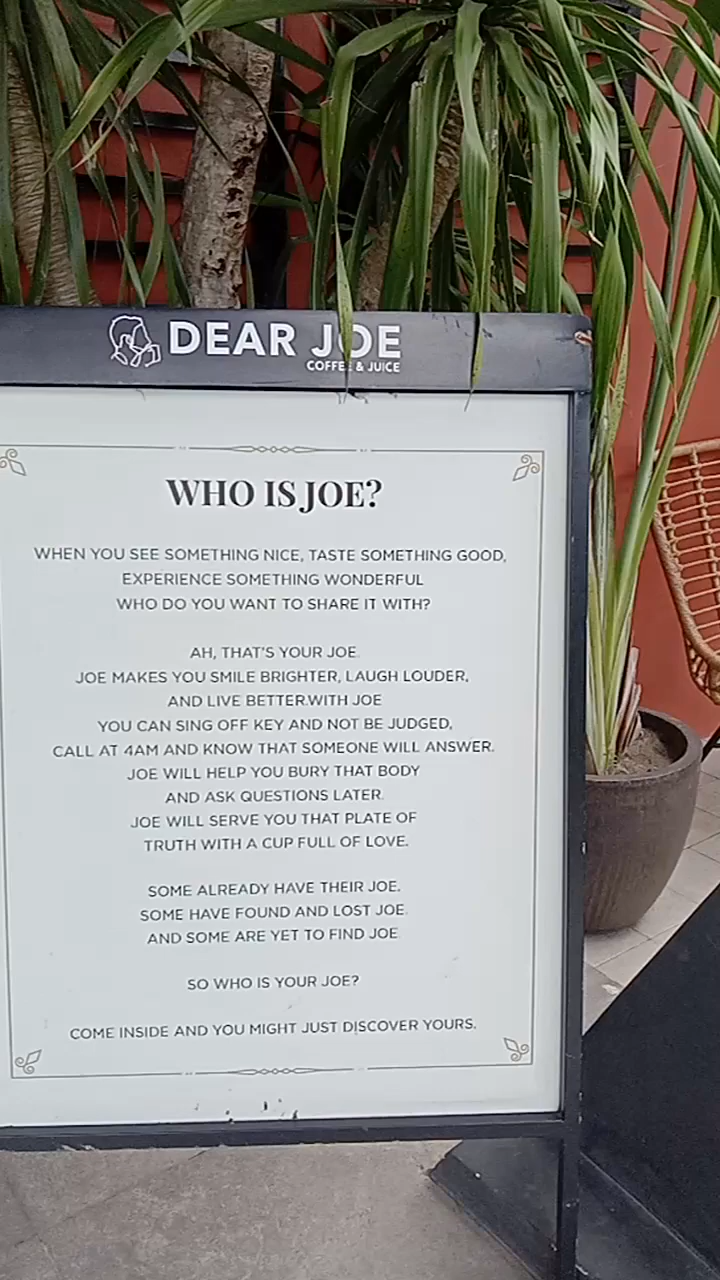 DEAR JOE
COFFEE & JUICE
WHO IS JOE?
WHEN YOU SEE SOMETHING NICE, TASTE SOMETHING GOOD,
EXPERIENCE SOMETHING WONDERFUL
WHO DO YOU WANT TO SHARE IT WITH?
AH, THAT'S YOUR JOE.
JOE MAKES YOU SMILE BRIGHTER, LAUGH LOUDER,
AND LIVE BETTER.WITH JOE
YOU CAN SING OFF KEY AND NOT BE JUDGED,
CALL AT 4AM AND KNOW THAT SOMEONE WILL ANSWER.
JOE WILL HELP YOU BURY THAT BODY
AND ASK QUESTIONS LATER.
JOE WILL SERVE YOU THAT PLATE OF
TRUTH WITH A CUP FULL OF LOVE.
SOME ALREADY HAVE THEIR JOE.
SOME HAVE FOUND AND LOST JOE.
AND SOME ARE YET TO FIND JOE
SO WHO IS YOUR JOE?
COME INSIDE AND YOU MIGHT JUST DISCOVER YOURS.